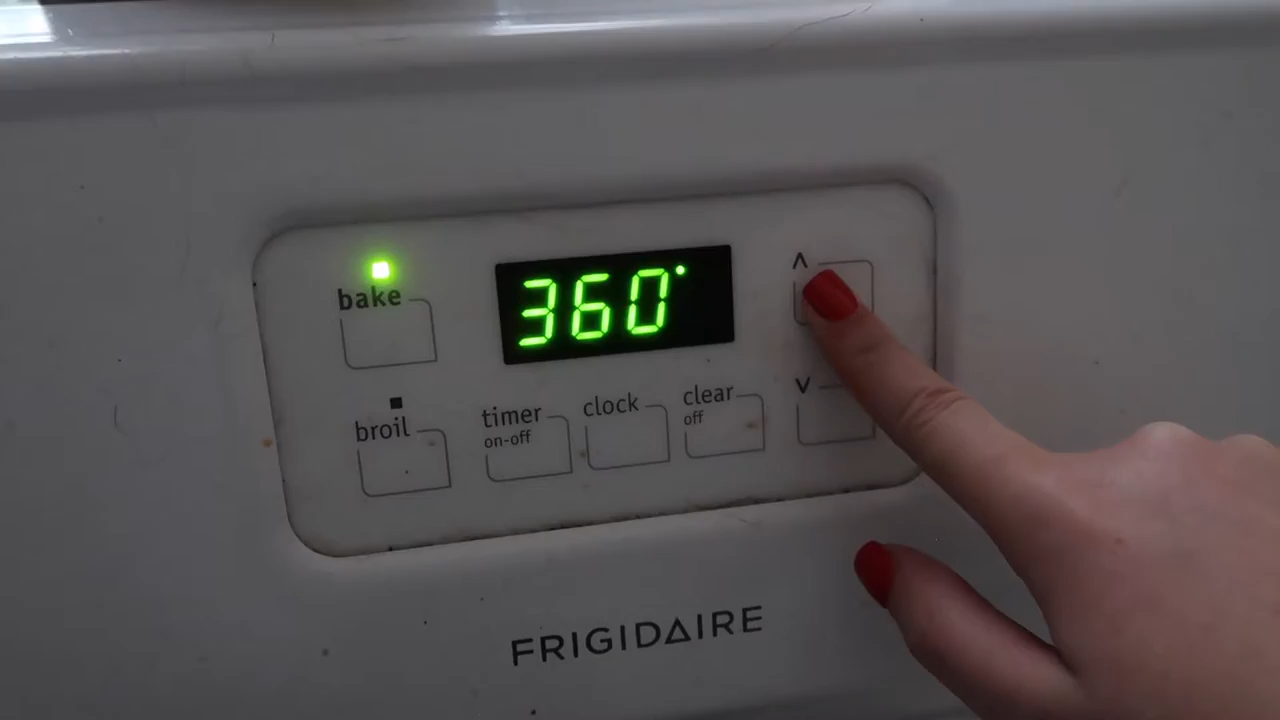 bake
360°
^
broil
timer
on-off
clock
clear
off
v
FRIGIDAIRE